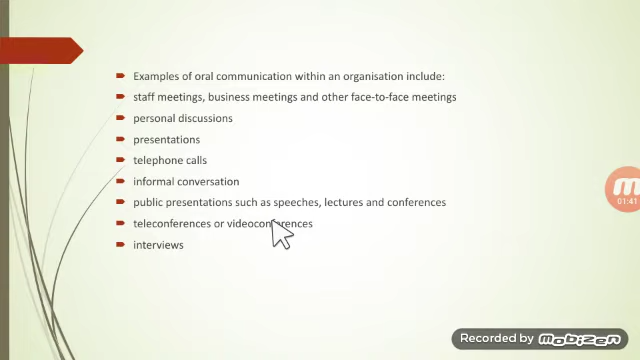 Examples of oral communication within an organisation include:
staff meetings, business meetings and other face-to-face meetings
personal discussions
presentations
telephone calls
informal conversation
public presentations such as speeches, lectures and conferences
teleconferences or videoconferences
interviews
01:41
Recorded by mobizen